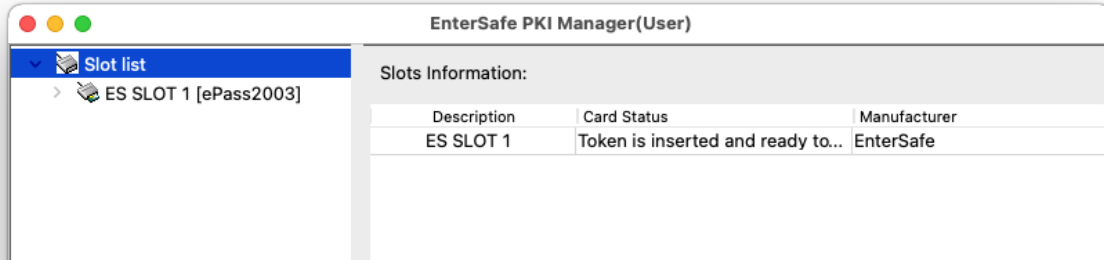 EnterSafe PKI Manager(User)
Slot list
ES SLOT 1 [ePass2003]
Slots Information:
Description Card Status Manufacturer
ES SLOT 1 Token is inserted and ready to... EnterSafe